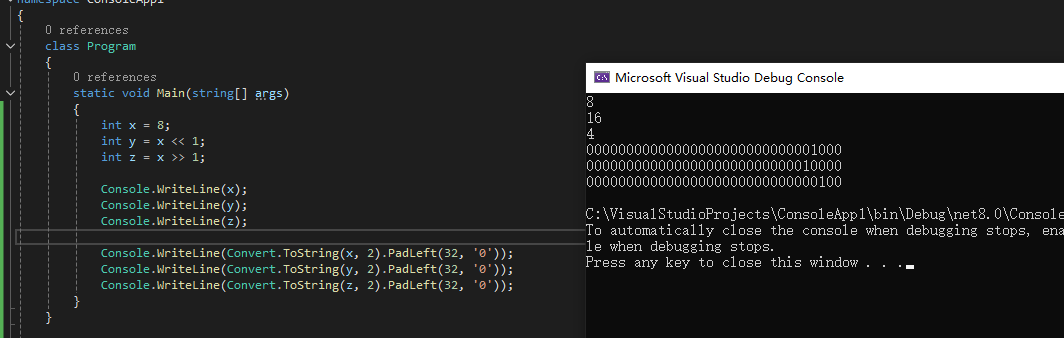 namespace ConsoleApp1
{
0 references
class Program
{
0 references
static void Main(string[] args)
{
int x = 8;
int y = x << 1;
int z = x >> 1;
Console.WriteLine(x);
Console.WriteLine(y);
Console.WriteLine(z);
Console.WriteLine(Convert.ToString(x, 2).PadLeft(32, '0'));
Console.WriteLine(Convert.ToString(y, 2).PadLeft(32, '0'));
Console.WriteLine(Convert.ToString(z, 2).PadLeft(32, '0'));
}
}
C:\ Microsoft Visual Studio Debug Console
8
16
4
00000000000000000000000000001000
00000000000000000000000000010000
00000000000000000000000000000100
C:\VisualStudioProjects\ConsoleApp1\bin\Debug\net8.0\Console
To automatically close the console when debugging stops, ena
le when debugging stops.
Press any key to close this window . . .